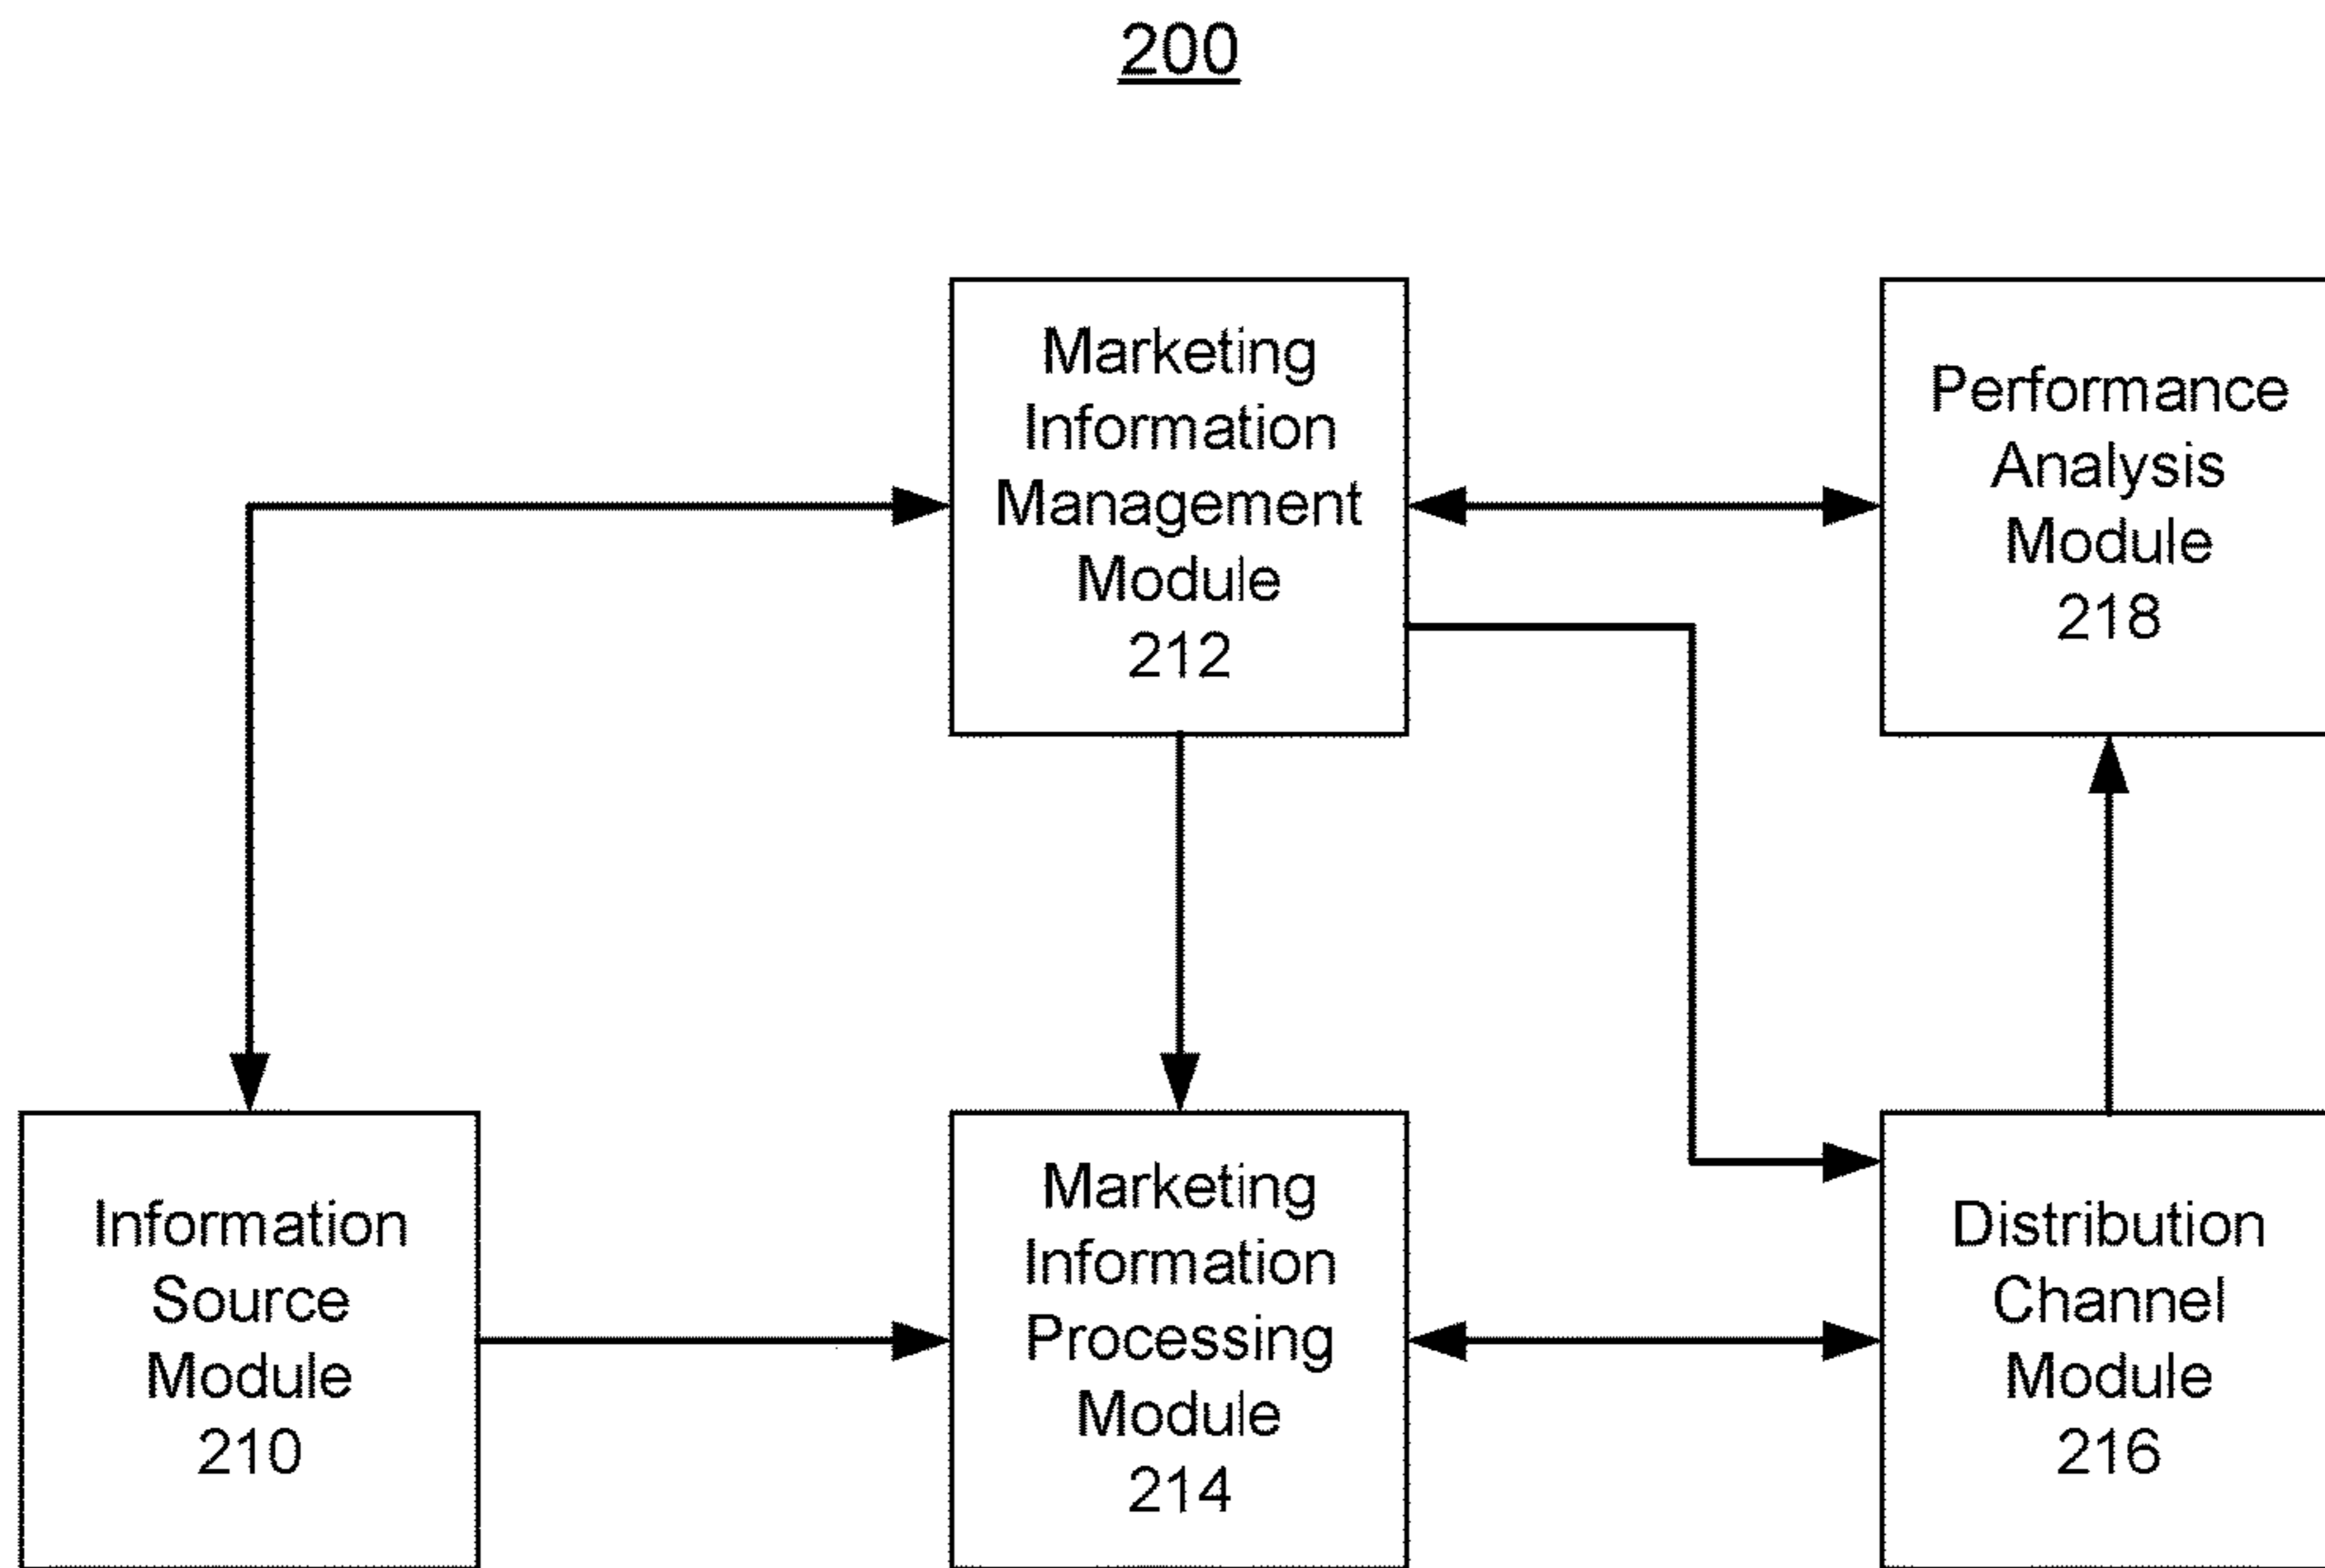 200
Marketing
Information
Management
Module
212
Performance
Analysis
Module
218
Information
Source
Module
210
Marketing
Information
Processing
Module
214
Distribution
Channel
Module
216